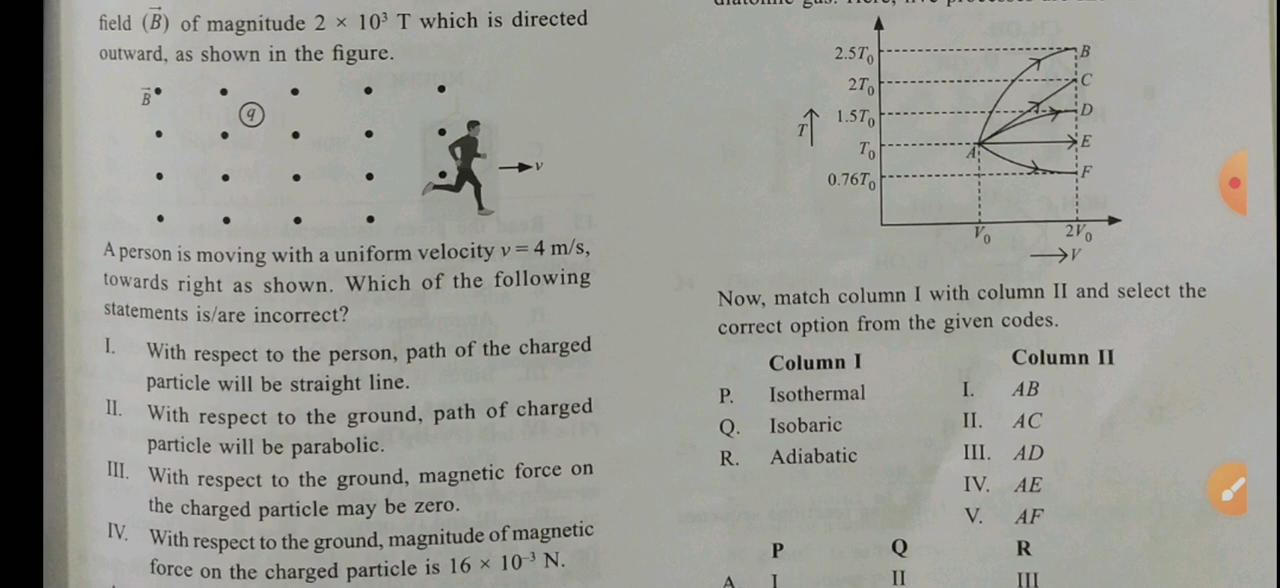 field (B⃗) of magnitude 2 × 10³ T which is directed
outward, as shown in the figure.
B⃗
q
v
A person is moving with a uniform velocity v = 4 m/s,
towards right as shown. Which of the following
statements is/are incorrect?
I. With respect to the person, path of the charged
particle will be straight line.
II. With respect to the ground, path of charged
particle will be parabolic.
III. With respect to the ground, magnetic force on
the charged particle may be zero.
IV. With respect to the ground, magnitude of magnetic
force on the charged particle is 16 × 10⁻³ N.
2.5T₀
B
2T₀
C
1.5T₀
D
T
T₀
A
E
0.76T₀
F
V₀
2V₀
V
Now, match column I with column II and select the
correct option from the given codes.
Column I Column II
P. Isothermal I. AB
Q. Isobaric II. AC
R. Adiabatic III. AD
IV. AE
V. AF
P Q R
A I II III